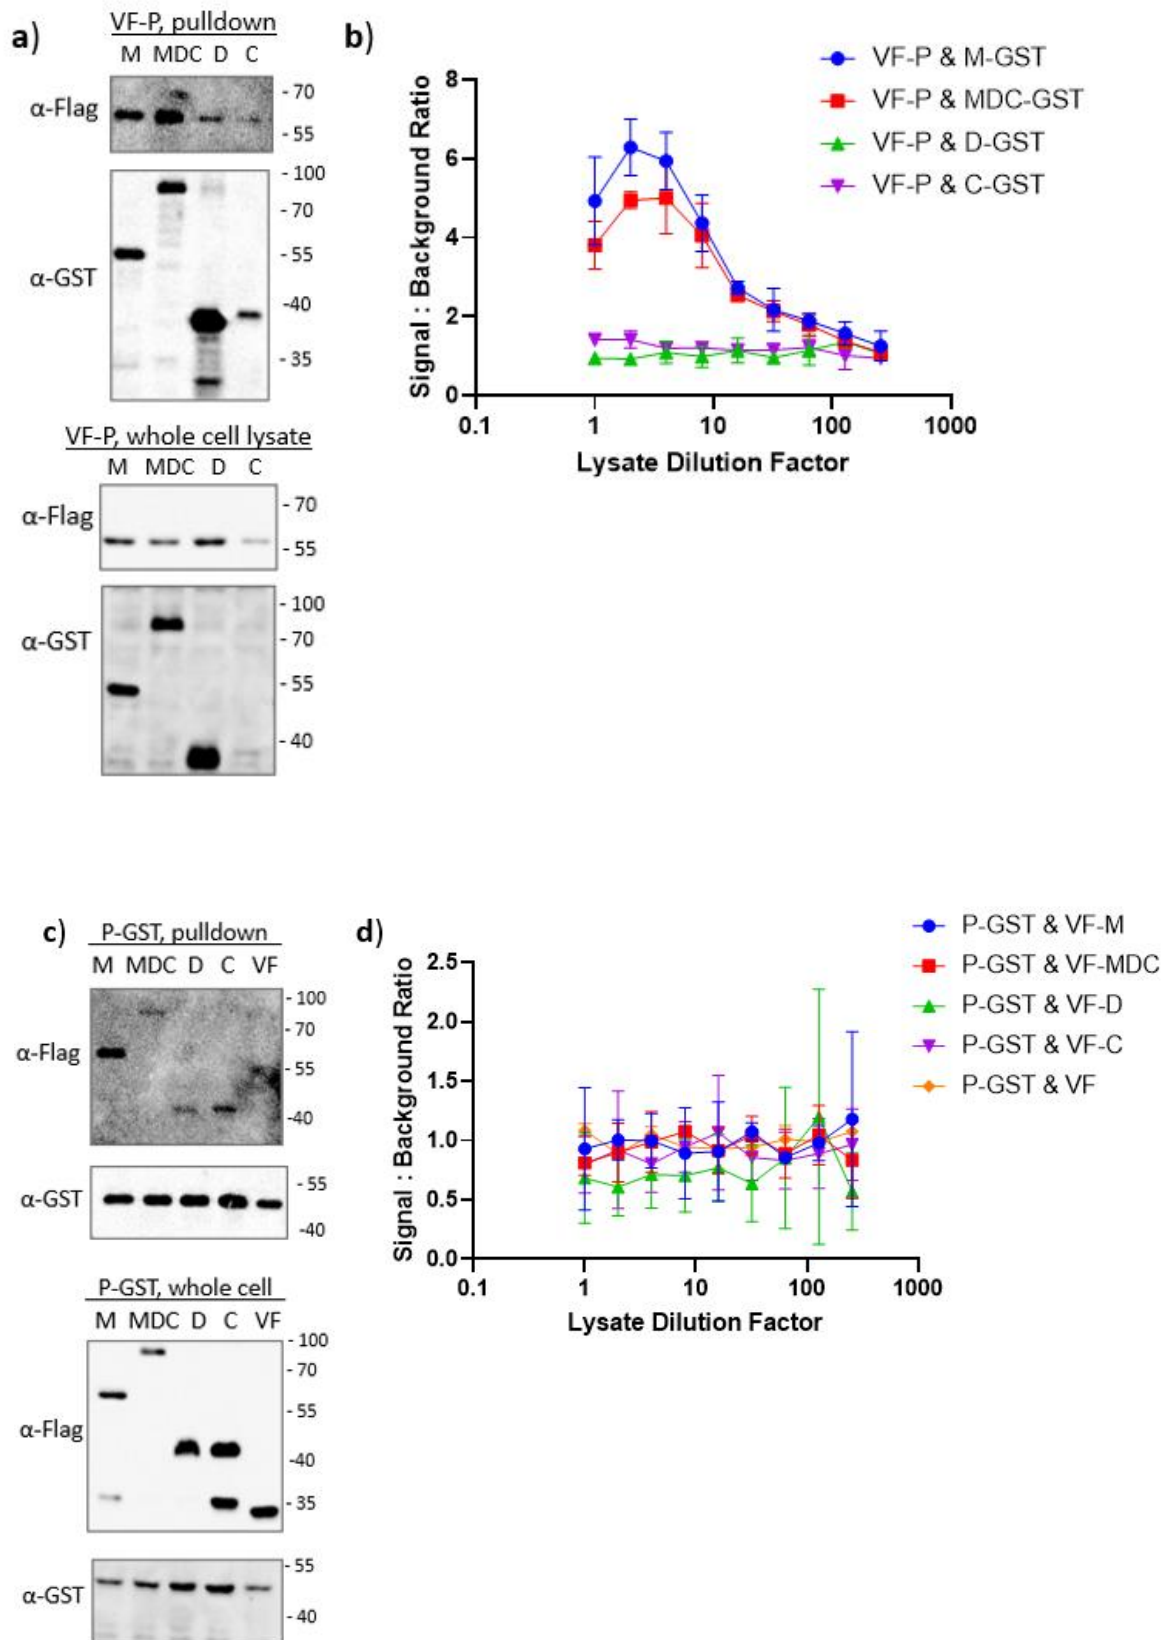 a)
VF-P, pulldown
M MDC D C
α-Flag
- 70
- 55
α-GST
- 100
- 70
- 55
-40
- 35
VF-P, whole cell lysate
M MDC D C
α-Flag
- 70
- 55
α-GST
- 100
- 70
- 55
- 40
b)
VF-P & M-GST
VF-P & MDC-GST
VF-P & D-GST
VF-P & C-GST
Signal : Background Ratio
8
6
4
2
0
0.1 1 10 100 1000
Lysate Dilution Factor
c)
P-GST, pulldown
M MDC D C VF
α-Flag
- 100
- 70
- 55
-40
α-GST
- 55
-40
P-GST, whole cell
M MDC D C VF
α-Flag
- 100
- 70
- 55
-40
- 35
α-GST
- 55
- 40
d)
P-GST & VF-M
P-GST & VF-MDC
P-GST & VF-D
P-GST & VF-C
P-GST & VF
Signal : Background Ratio
2.5
2.0
1.5
1.0
0.5
0.0
0.1 1 10 100 1000
Lysate Dilution Factor